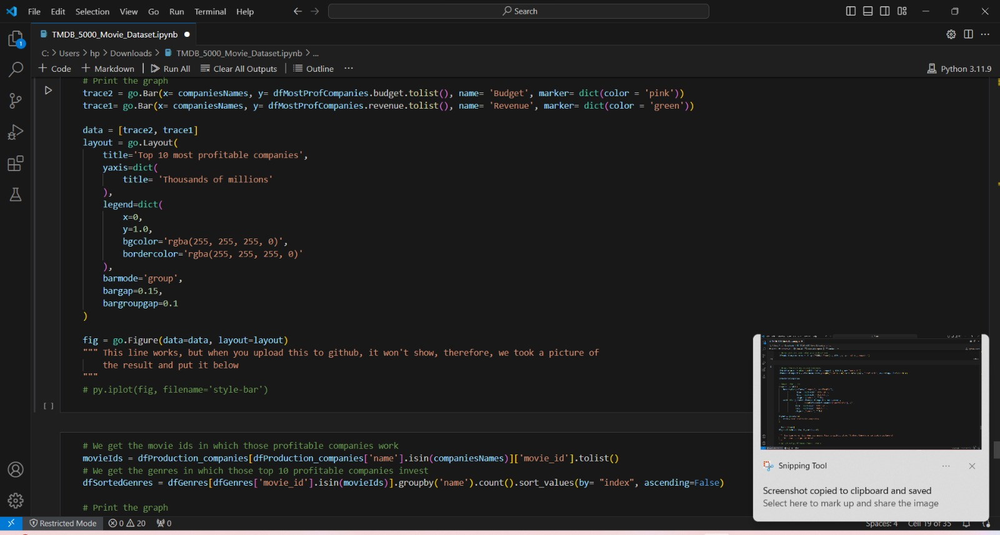 File Edit Selection View Go Run Terminal Help
Search
TMDB_5000_Movie_Dataset.ipynb
1
C: > Users > hp > Downloads > TMDB_5000_Movie_Dataset.ipynb > ...
+ Code + Markdown | Run All Clear All Outputs | Outline ...
Python 3.11.9
# Print the graph
trace2 = go.Bar(x= companiesNames, y= dfMostProfCompanies.budget.tolist(), name= 'Budget', marker= dict(color = 'pink'))
trace1= go.Bar(x= companiesNames, y= dfMostProfCompanies.revenue.tolist(), name= 'Revenue', marker= dict(color = 'green'))
data = [trace2, trace1]
layout = go.Layout(
title='Top 10 most profitable companies',
yaxis=dict(
title= 'Thousands of millions'
),
legend=dict(
x=0,
y=1.0,
bgcolor='rgba(255, 255, 255, 0)',
bordercolor='rgba(255, 255, 255, 0)'
),
barmode='group',
bargap=0.15,
bargroupgap=0.1
)
fig = go.Figure(data=data, layout=layout)
""" This line works, but when you upload this to github, it won't show, therefore, we took a picture of
the result and put it below
"""
# py.iplot(fig, filename='style-bar')
[ ]
# We get the movie ids in which those profitable companies work
movieIds = dfProduction_companies[dfProduction_companies['name'].isin(companiesNames)]['movie_id'].tolist()
# We get the genres in which those top 10 profitable companies invest
dfSortedGenres = dfGenres[dfGenres['movie_id'].isin(movieIds)].groupby('name').count().sort_values(by= "index", ascending=False)
# Print the graph
Snipping Tool
Screenshot copied to clipboard and saved
Select here to mark up and share the image
Restricted Mode 0 20 0
Spaces: 4 Cell 19 of 35